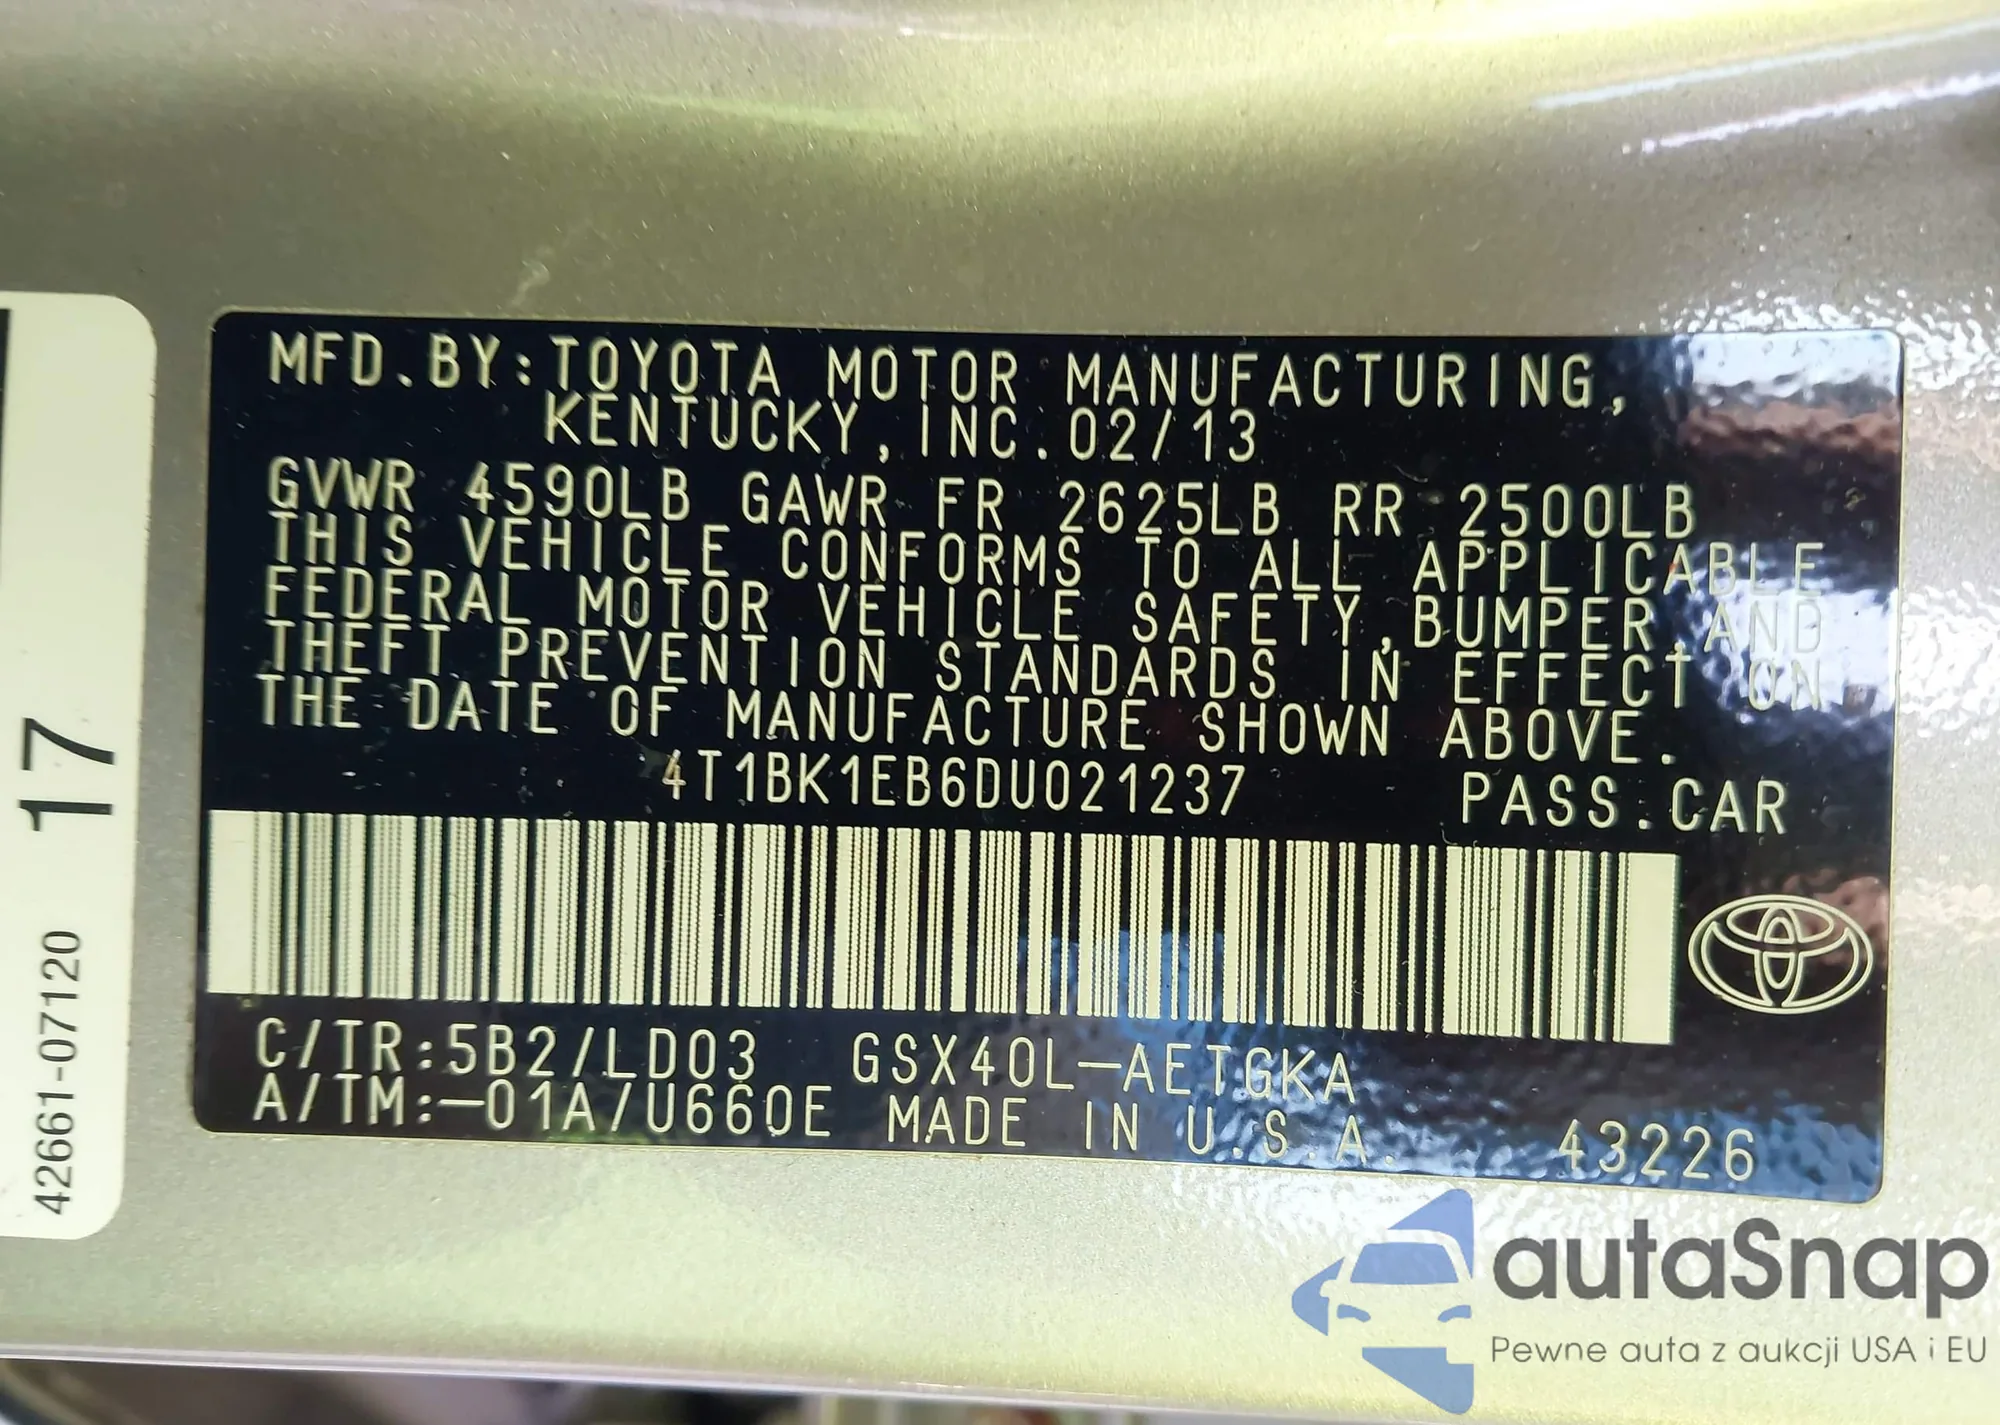 MFD.BY:TOYOTA MOTOR MANUFACTURING,
KENTUCKY,INC.02/13
GVWR 4590LB GAWR FR 2625LB RR 2500LB
THIS VEHICLE CONFORMS TO ALL APPLICABLE
FEDERAL MOTOR VEHICLE SAFETY,BUMPER,AND
THEFT PREVENTION STANDARDS IN EFFECT ON
THE DATE OF MANUFACTURE SHOWN ABOVE.
4T1BK1EB6DU021237 PASS.CAR
C/TR:5B2/LD03 GSX40L-AETGKA
A/TM:-01A/U660E MADE IN U.S.A. 43226
17
42661-07120
autaSnap
Pewne auta z aukcji USA i EU